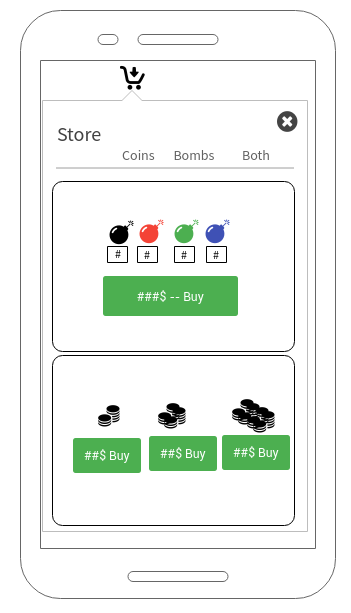 Store
Coins Bombs Both
# # # #
###$ -- Buy
##$ Buy ##$ Buy ##$ Buy